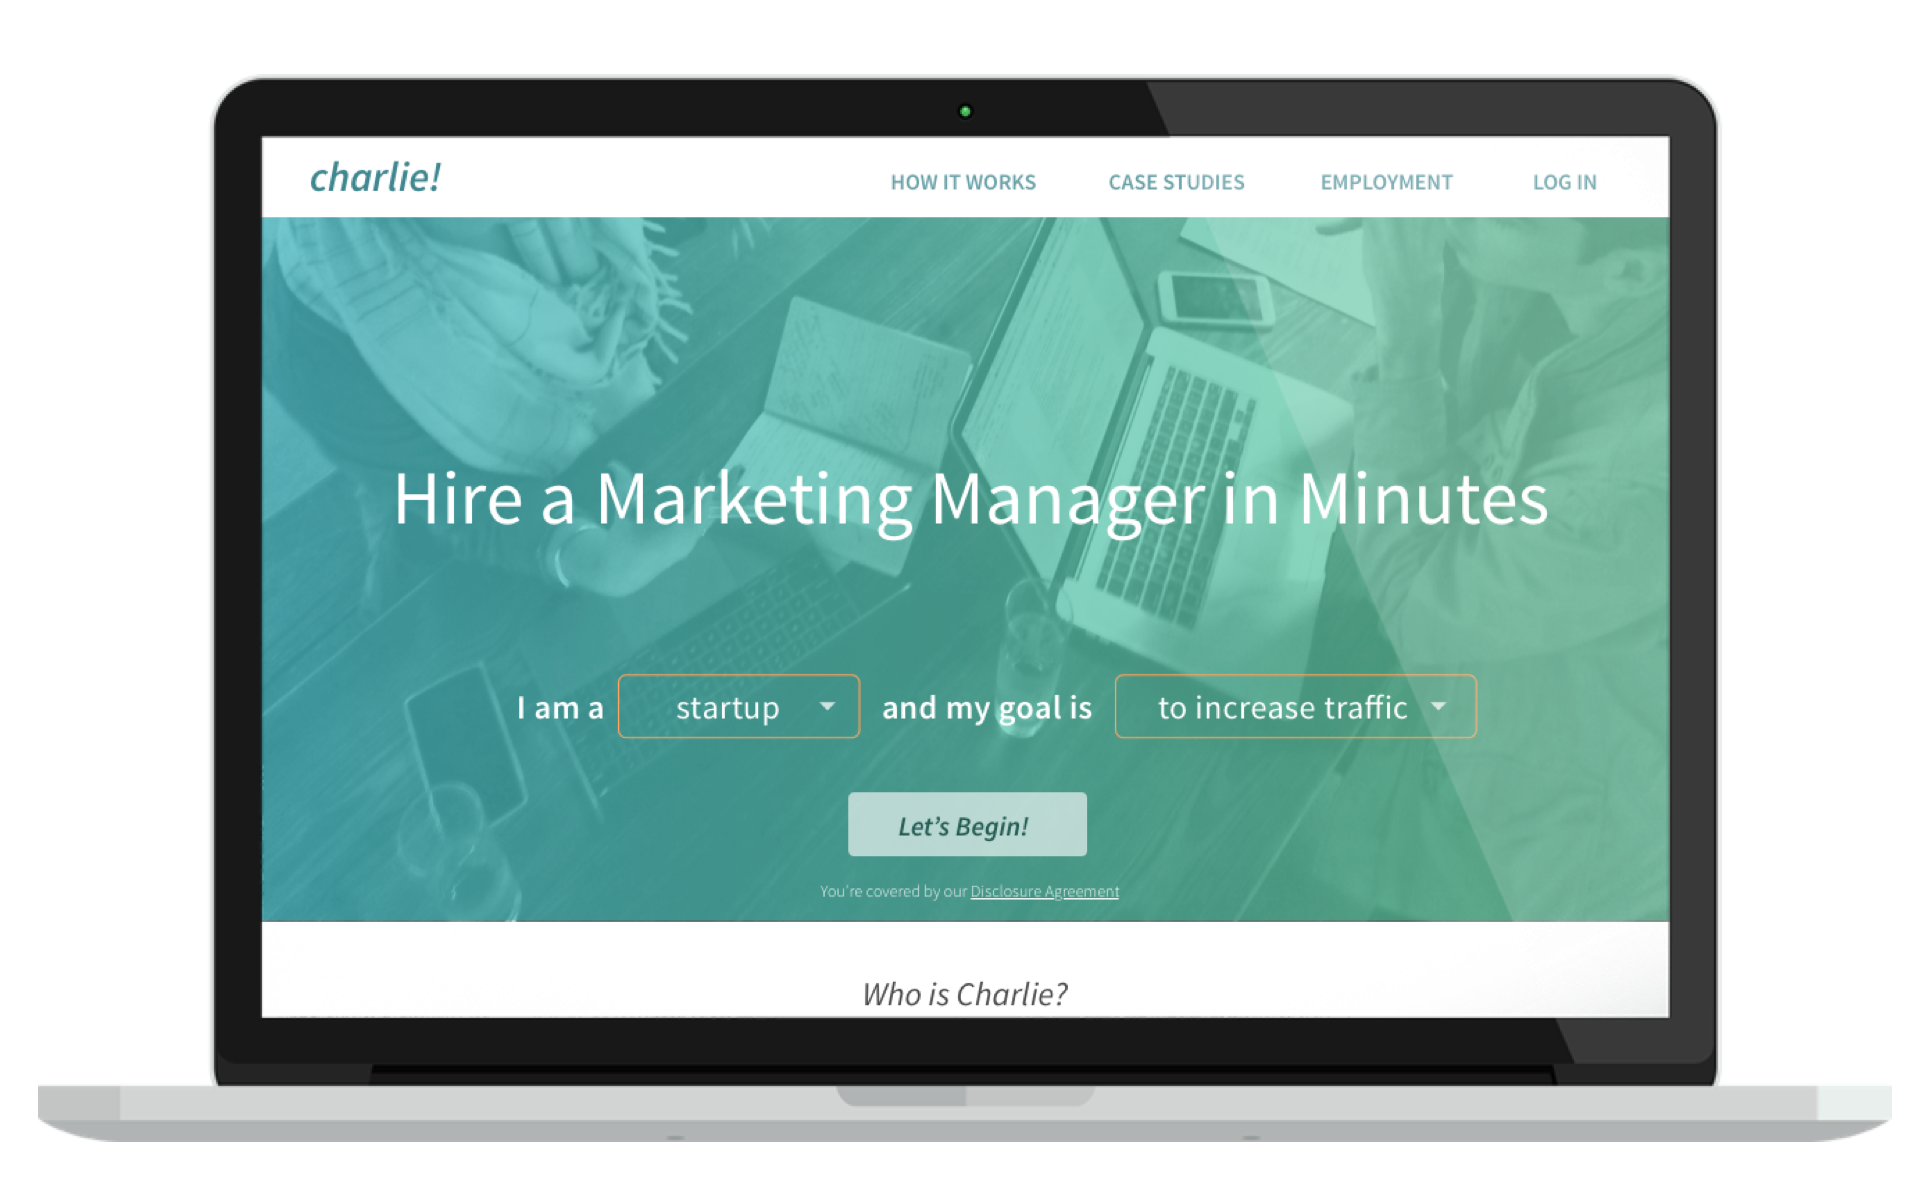 charlie!
HOW IT WORKS CASE STUDIES EMPLOYMENT LOG IN
Hire a Marketing Manager in Minutes
I am a startup and my goal is to increase traffic
Let's Begin!
You're covered by our Disclosure Agreement
Who is Charlie?